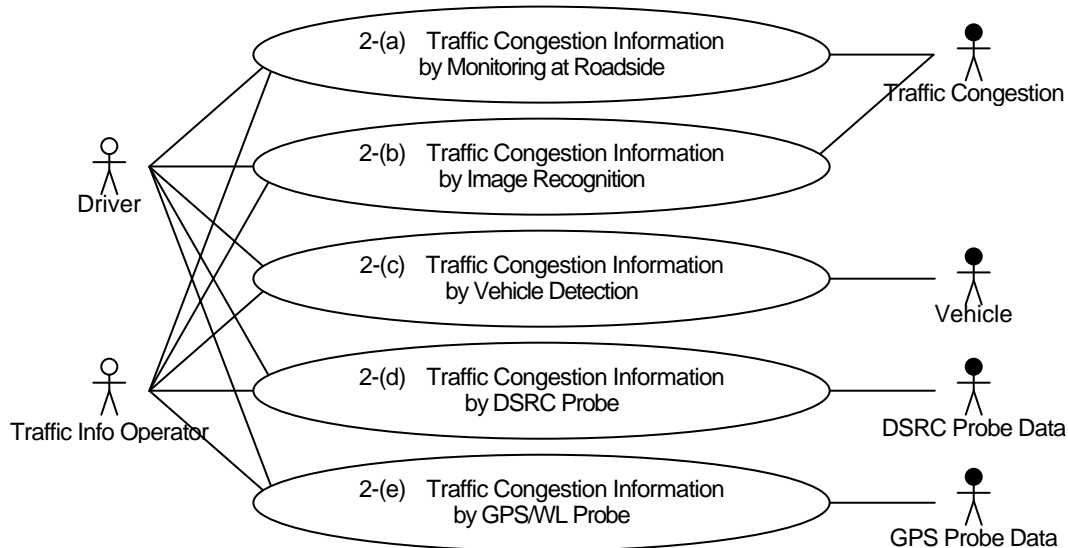 2-(a) Traffic Congestion Information
by Monitoring at Roadside
Traffic Congestion
2-(b) Traffic Congestion Information
by Image Recognition
Driver
2-(c) Traffic Congestion Information
by Vehicle Detection
Vehicle
2-(d) Traffic Congestion Information
by DSRC Probe
Traffic Info Operator
DSRC Probe Data
2-(e) Traffic Congestion Information
by GPS/WL Probe
GPS Probe Data